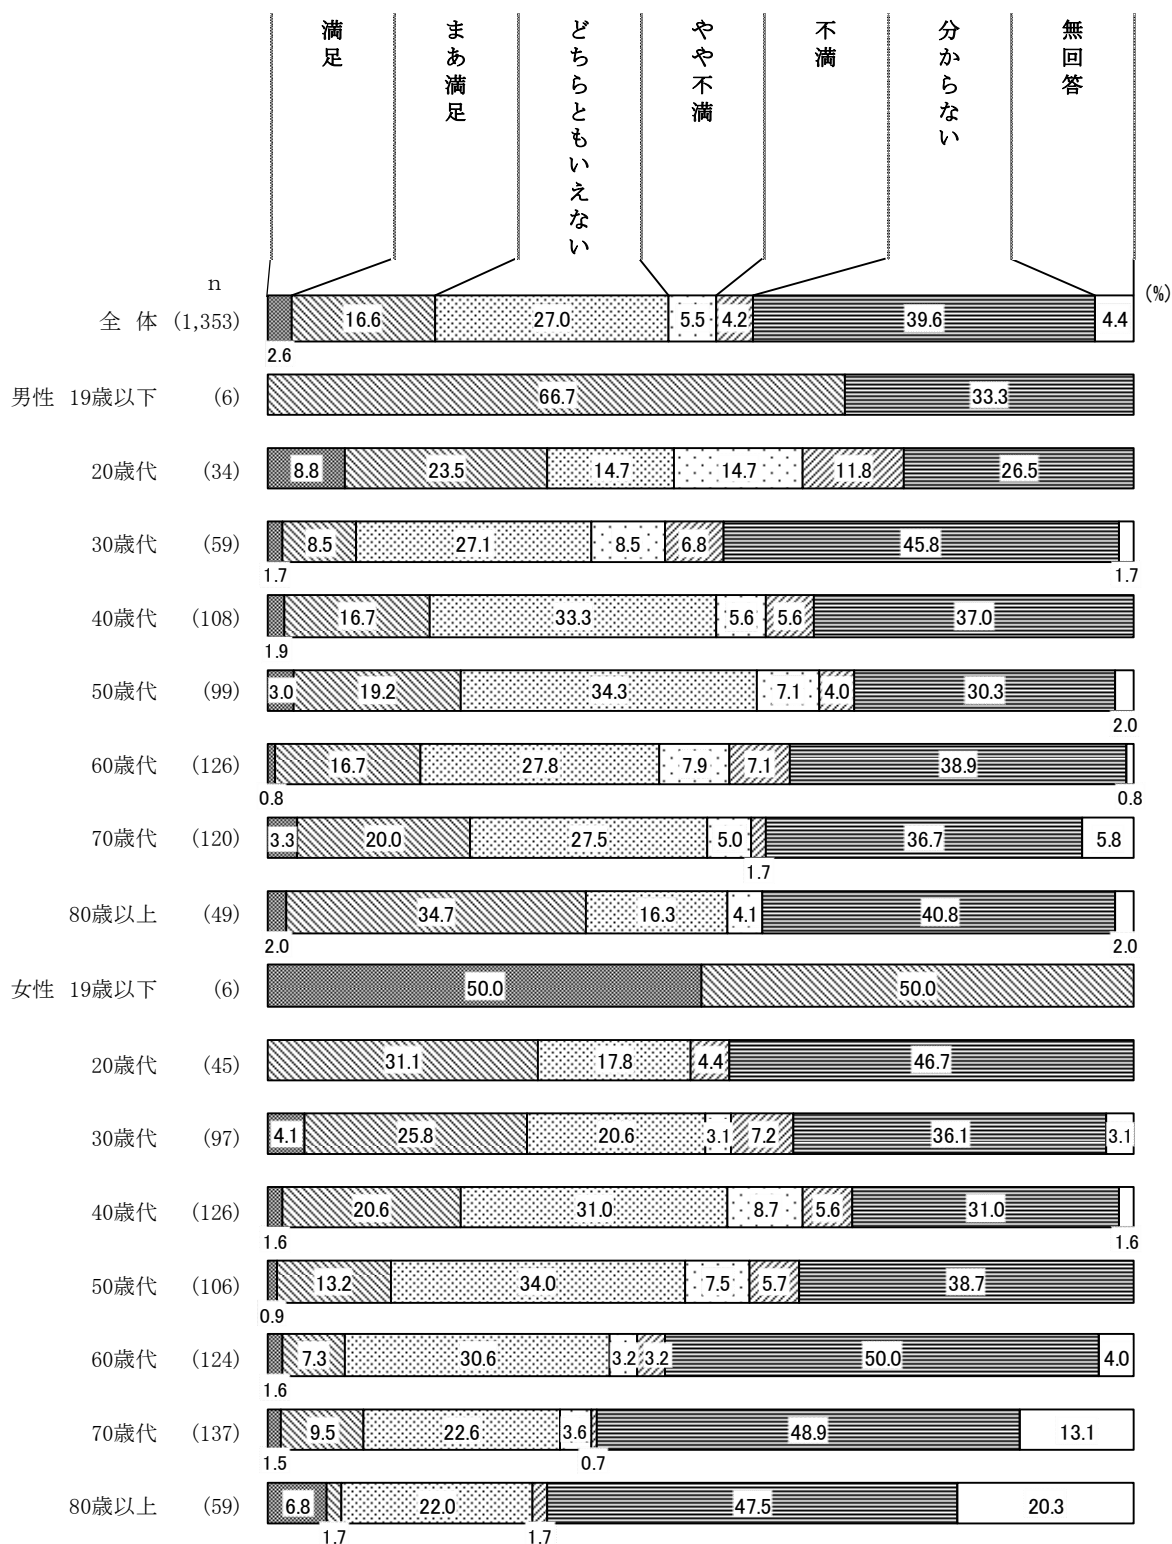 満足
まあ満足
どちらともいえない
やや不満
不満
分からない
無回答
(%)
n
全 体 (1,353) 16.6 27.0 5.5 4.2 39.6 4.4
2.6
男性 19歳以下 (6) 66.7 33.3
20歳代 (34) 8.8 23.5 14.7 14.7 11.8 26.5
30歳代 (59) 8.5 27.1 8.5 6.8 45.8
1.7 1.7
40歳代 (108) 16.7 33.3 5.6 5.6 37.0
1.9
50歳代 (99) 3.0 19.2 34.3 7.1 4.0 30.3
2.0
60歳代 (126) 16.7 27.8 7.9 7.1 38.9
0.8 0.8
70歳代 (120) 3.3 20.0 27.5 5.0 36.7 5.8
1.7
80歳以上 (49) 34.7 16.3 4.1 40.8
2.0 2.0
女性 19歳以下 (6) 50.0 50.0
20歳代 (45) 31.1 17.8 4.4 46.7
30歳代 (97) 4.1 25.8 20.6 3.1 7.2 36.1 3.1
40歳代 (126) 20.6 31.0 8.7 5.6 31.0
1.6 1.6
50歳代 (106) 13.2 34.0 7.5 5.7 38.7
0.9
60歳代 (124) 7.3 30.6 3.2 3.2 50.0 4.0
1.6
70歳代 (137) 9.5 22.6 3.6 48.9 13.1
1.5 0.7
80歳以上 (59) 6.8 22.0 47.5 20.3
1.7 1.7